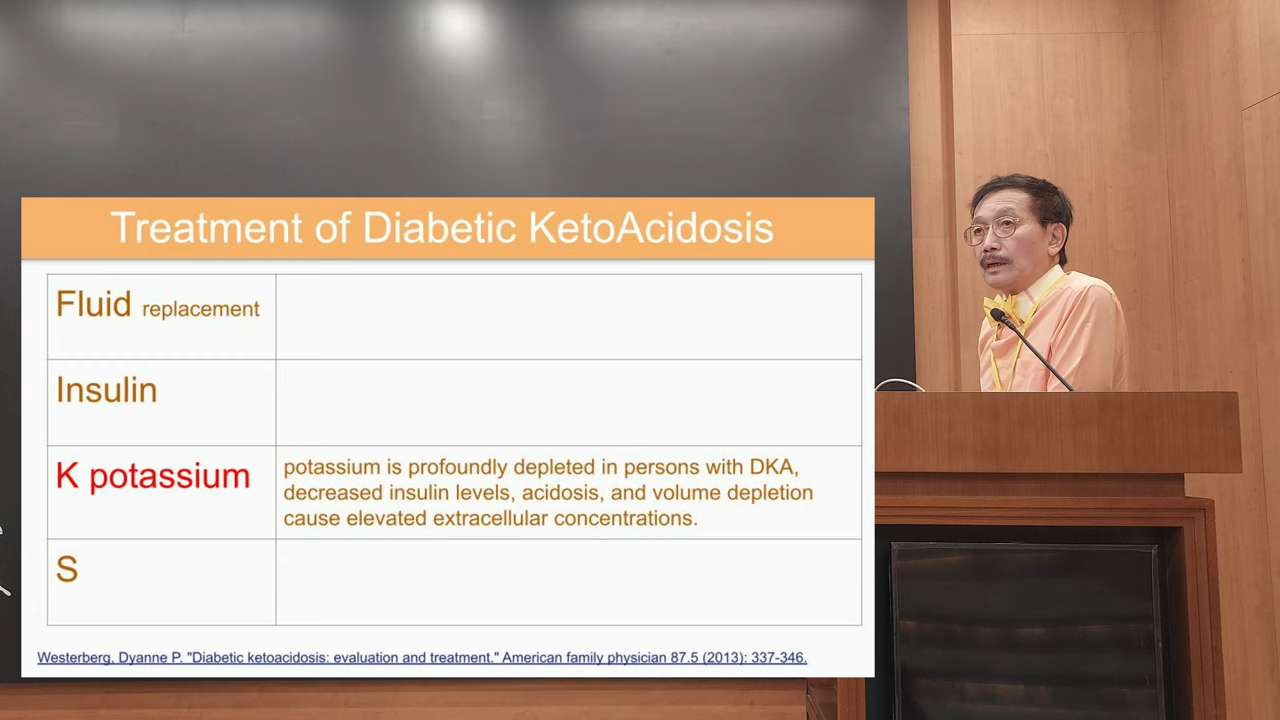 Treatment of Diabetic KetoAcidosis
Fluid replacement
Insulin
K potassium
potassium is profoundly depleted in persons with DKA,
decreased insulin levels, acidosis, and volume depletion
cause elevated extracellular concentrations.
S
Westerberg, Dyanne P. "Diabetic ketoacidosis: evaluation and treatment." American family physician 87.5 (2013): 337-346.